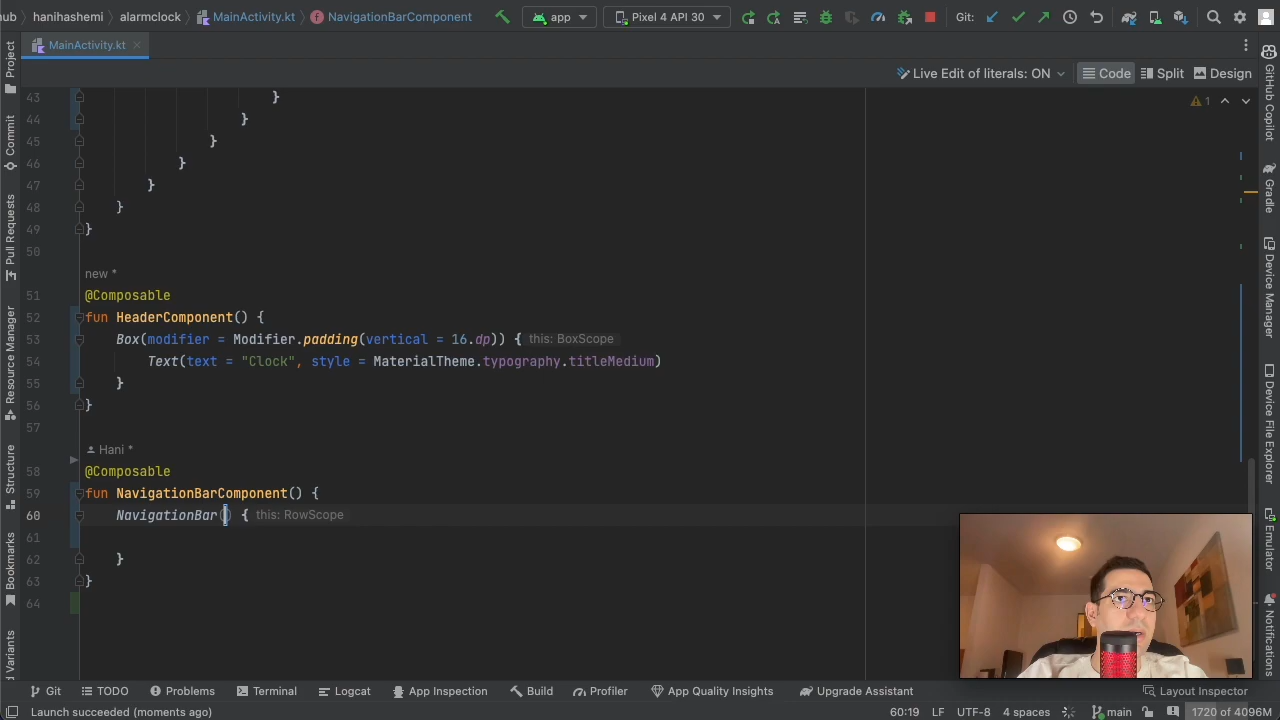 hub hanihashemi alarmclock MainActivity.kt NavigationBarComponent app Pixel 4 API 30 Git:
MainActivity.kt
Live Edit of literals: ON Code Split Design
1
Project
Commit
Pull Requests
Resource Manager
Structure
Bookmarks
d Variants
43 }
44 }
45 }
46 }
47 }
48 }
49 }
50
new *
51 @Composable
52 fun HeaderComponent() {
53 Box(modifier = Modifier.padding(vertical = 16.dp)) { this: BoxScope
54 Text(text = "Clock", style = MaterialTheme.typography.titleMedium)
55 }
56 }
57
Hani *
58 @Composable
59 fun NavigationBarComponent() {
60 NavigationBar() { this: RowScope
61
62 }
63 }
64
GitHub Copilot
Gradle
Device Manager
Device File Explorer
Emulator
Notifications
Git TODO Problems Terminal Logcat App Inspection Build Profiler App Quality Insights Upgrade Assistant Layout Inspector
Launch succeeded (moments ago) 60:19 LF UTF-8 4 spaces main 1720 of 4096M